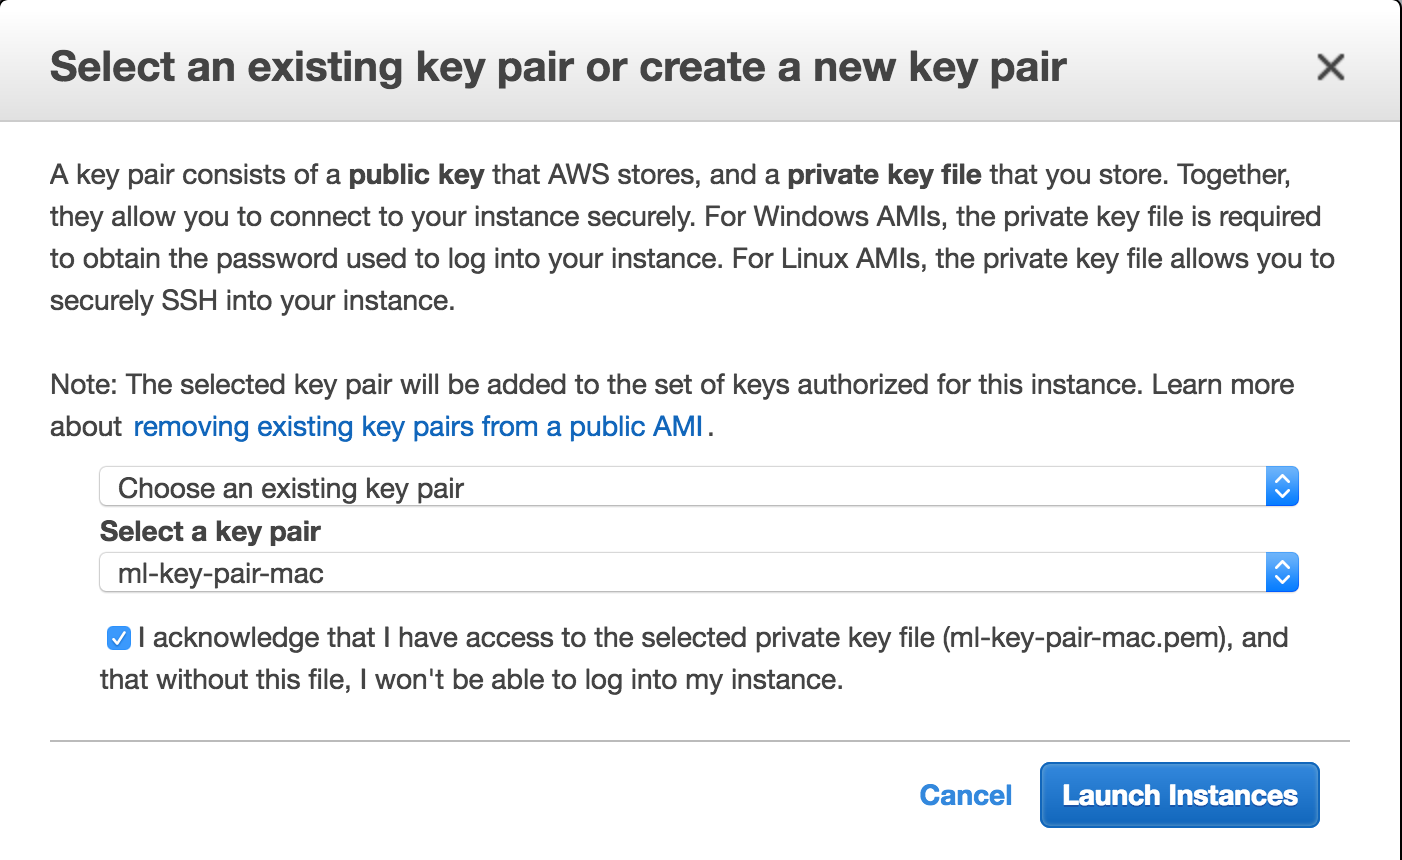 Select an existing key pair or create a new key pair
A key pair consists of a public key that AWS stores, and a private key file that you store. Together,
they allow you to connect to your instance securely. For Windows AMIs, the private key file is required
to obtain the password used to log into your instance. For Linux AMIs, the private key file allows you to
securely SSH into your instance.
Note: The selected key pair will be added to the set of keys authorized for this instance. Learn more
about removing existing key pairs from a public AMI .
Choose an existing key pair
Select a key pair
ml-key-pair-mac
I acknowledge that I have access to the selected private key file (ml-key-pair-mac.pem), and
that without this file, I won't be able to log into my instance.
Cancel Launch Instances